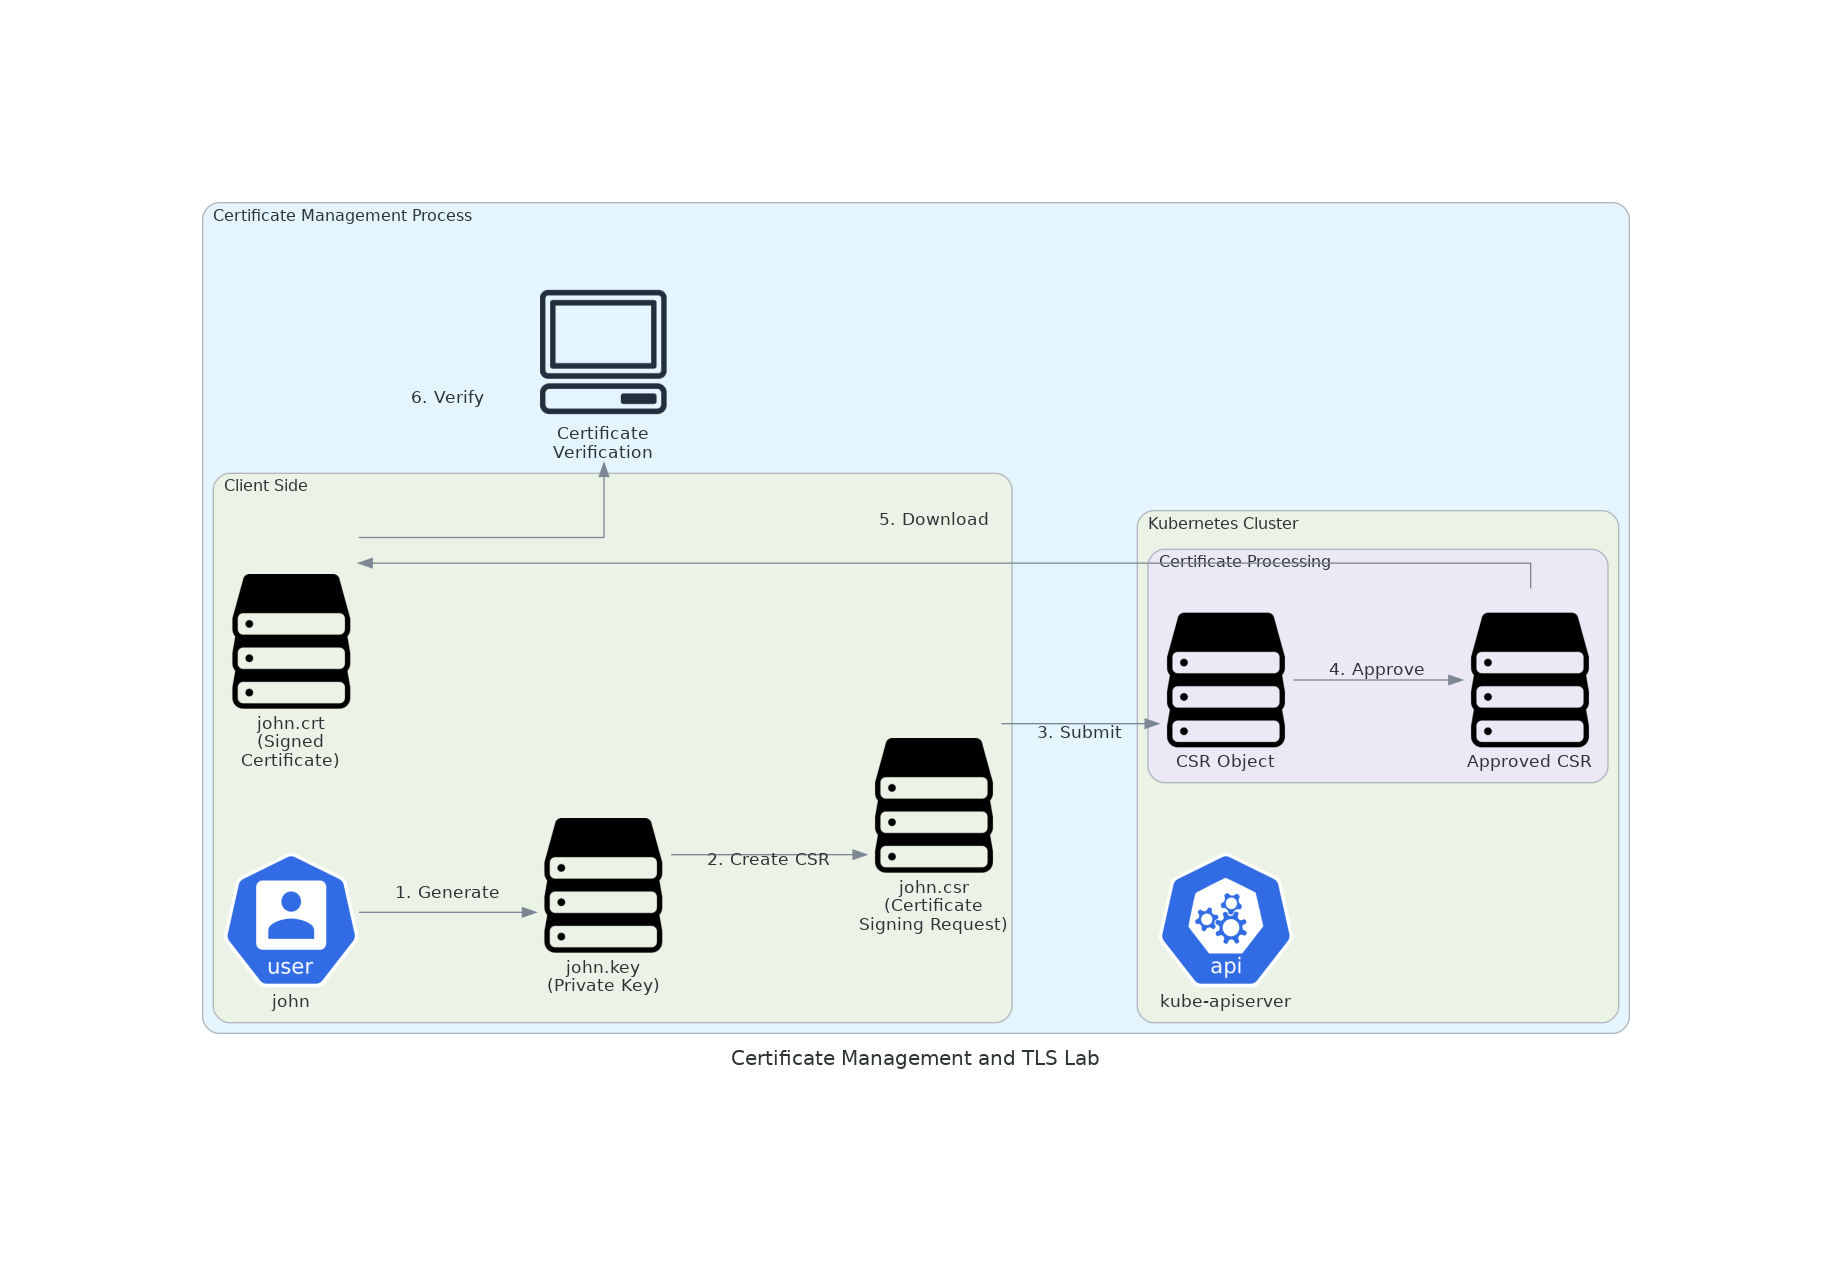 Certificate Management Process
6. Verify
Certificate
Verification
Client Side
5. Download
Kubernetes Cluster
Certificate Processing
4. Approve
3. Submit
CSR Object
Approved CSR
john.crt
(Signed
Certificate)
2. Create CSR
1. Generate
john.csr
(Certificate
Signing Request)
user
john
john.key
(Private Key)
api
kube-apiserver
Certificate Management and TLS Lab